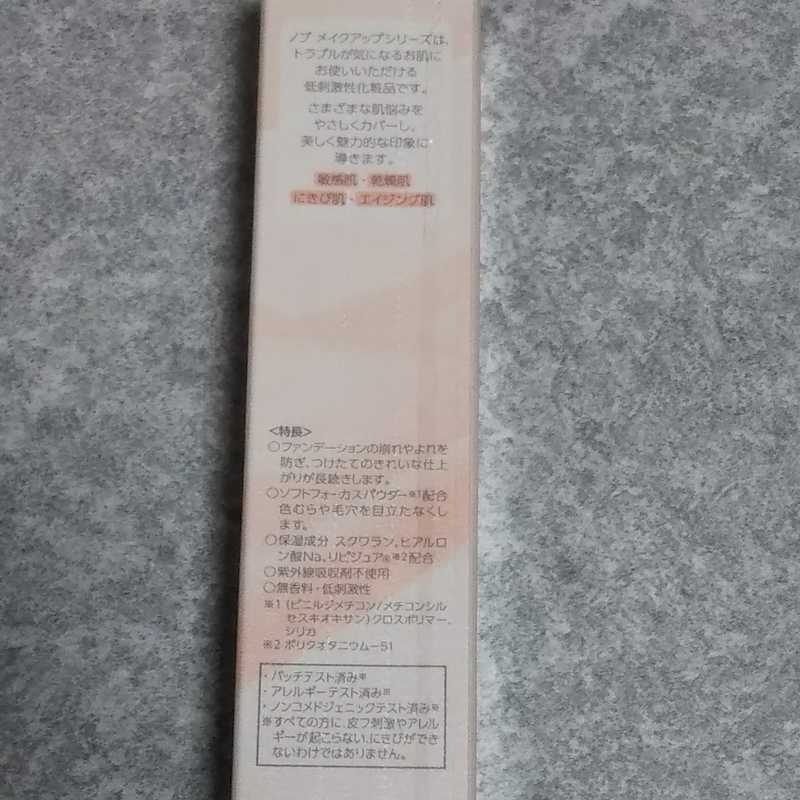 ノブ メイクアップシリーズは、
トラブルが気になるお肌に
お使いいただける
低刺激性化粧品です。
さまざまな肌悩みを
やさしくカバーし、
美しく魅力的な印象に
導きます。
敏感肌・乾燥肌
にきび肌・エイジング肌
<特長>
○ファンデーションの崩れやよれを
防ぎ、つけたてのきれいな仕上
がりが長続きします。
○ソフトフォーカスパウダー※1配合
色むらや毛穴を目立たなくし
ます。
○保湿成分 スクワラン、ヒアルロ
ン酸Na、リピジュア®※2配合
○紫外線吸収剤不使用
○無香料・低刺激性
※1 (ビニルジメチコン/メチコンシル
セスキオキサン)クロスポリマー、
シリカ
※2 ポリクオタニウム-51
・パッチテスト済み※
・アレルギーテスト済み※
・ノンコメドジェニックテスト済み※
※すべての方に、皮フ刺激やアレル
ギーが起こらない、にきびができ
ないわけではありません。